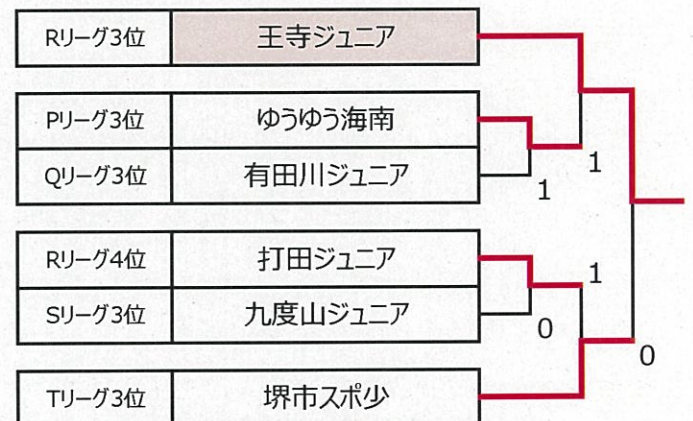 Rリーグ3位 王寺ジュニア
Pリーグ3位 ゆうゆう海南
Qリーグ3位 有田川ジュニア
1
1
Rリーグ4位 打田ジュニア
1
Sリーグ3位 九度山ジュニア
0
0
Tリーグ3位 堺市スポ少